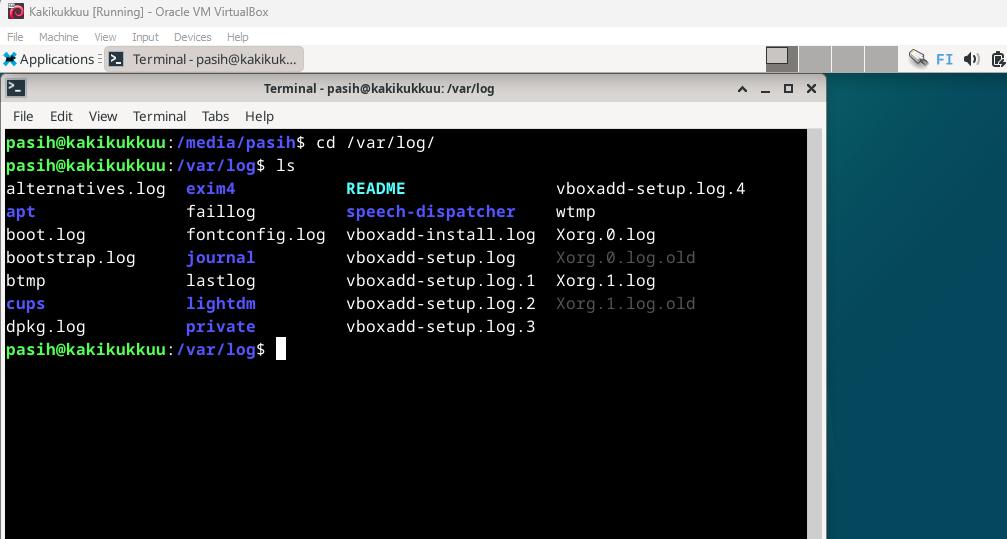 Kakikukkuu [Running] - Oracle VM VirtualBox
File Machine View Input Devices Help
Applications Terminal - pasih@kakikuk... FI
Terminal - pasih@kakikukkuu: /var/log
File Edit View Terminal Tabs Help
pasih@kakikukkuu:/media/pasih$ cd /var/log/
pasih@kakikukkuu:/var/log$ ls
alternatives.log exim4 README vboxadd-setup.log.4
apt faillog speech-dispatcher wtmp
boot.log fontconfig.log vboxadd-install.log Xorg.0.log
bootstrap.log journal vboxadd-setup.log Xorg.0.log.old
btmp lastlog vboxadd-setup.log.1 Xorg.1.log
cups lightdm vboxadd-setup.log.2 Xorg.1.log.old
dpkg.log private vboxadd-setup.log.3
pasih@kakikukkuu:/var/log$